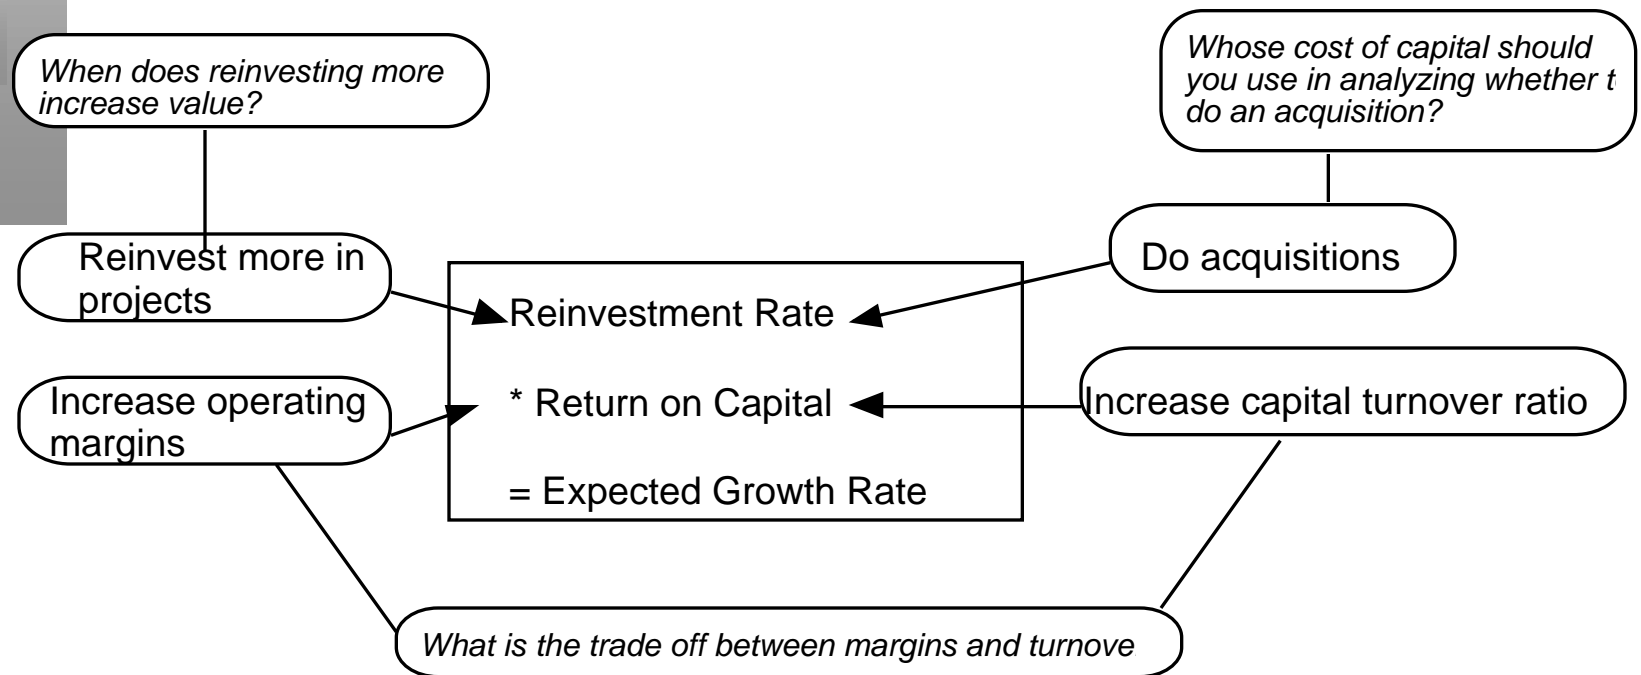 When does reinvesting more
increase value?
Whose cost of capital should
you use in analyzing whether t
do an acquisition?
Reinvest more in
projects
Do acquisitions
Reinvestment Rate
Increase operating
margins
* Return on Capital
Increase capital turnover ratio
= Expected Growth Rate
What is the trade off between margins and turnove